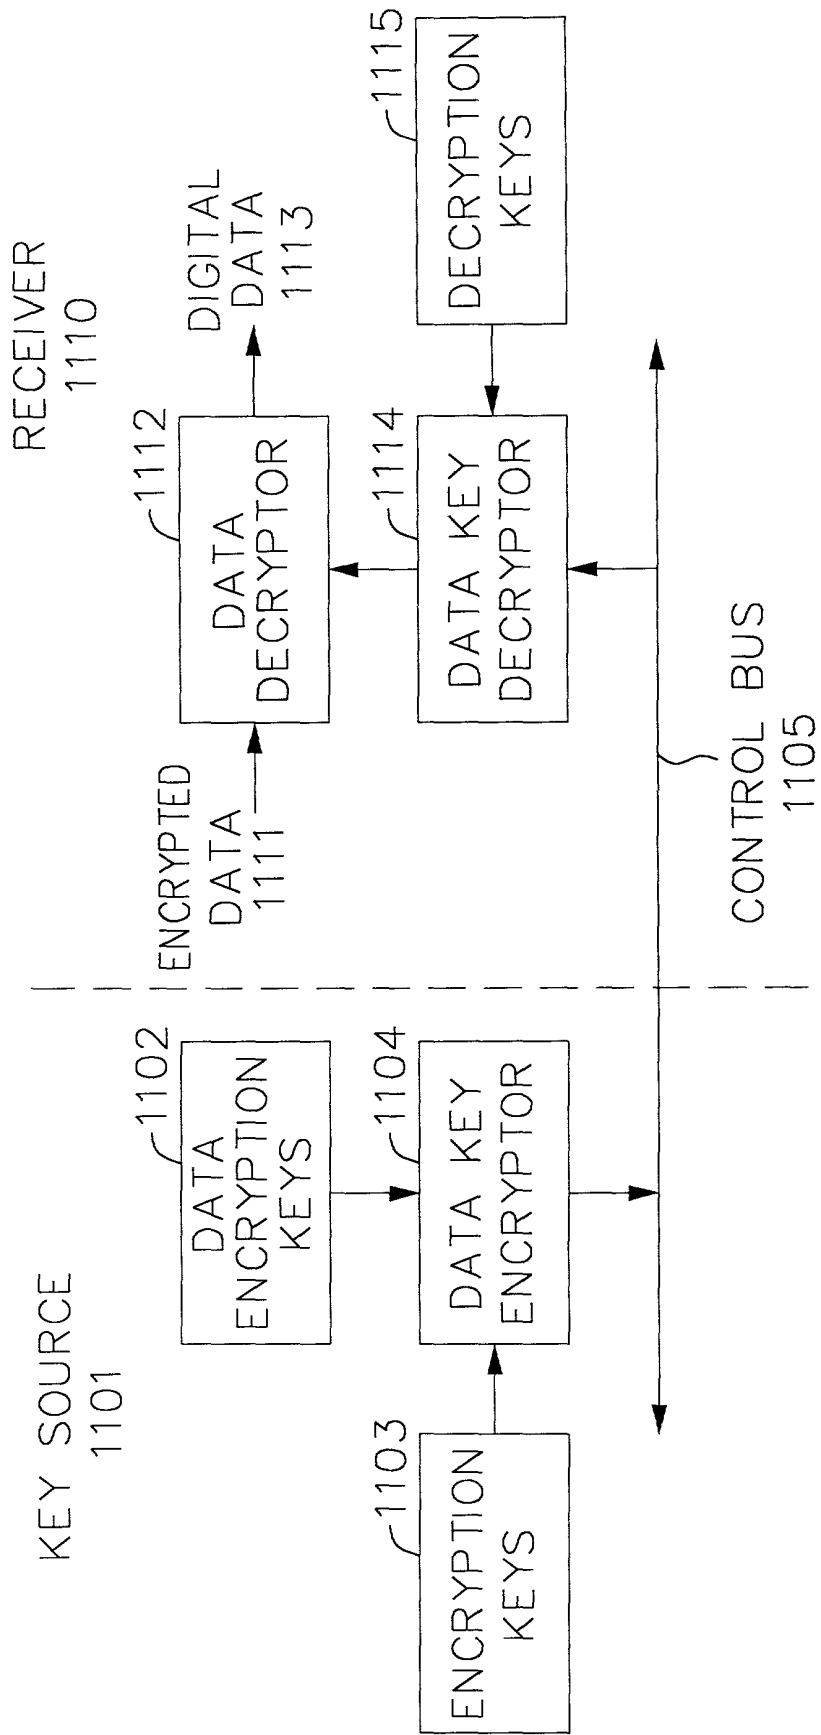 KEY SOURCE
1101
RECEIVER
1110
1102
DATA
ENCRYPTION
KEYS
1103
ENCRYPTION
KEYS
1104
DATA KEY
ENCRYPTOR
ENCRYPTED
DATA
1111
1112
DATA
DECRYPTOR
DIGITAL
DATA
1113
1114
DATA KEY
DECRYPTOR
1115
DECRYPTION
KEYS
CONTROL BUS
1105